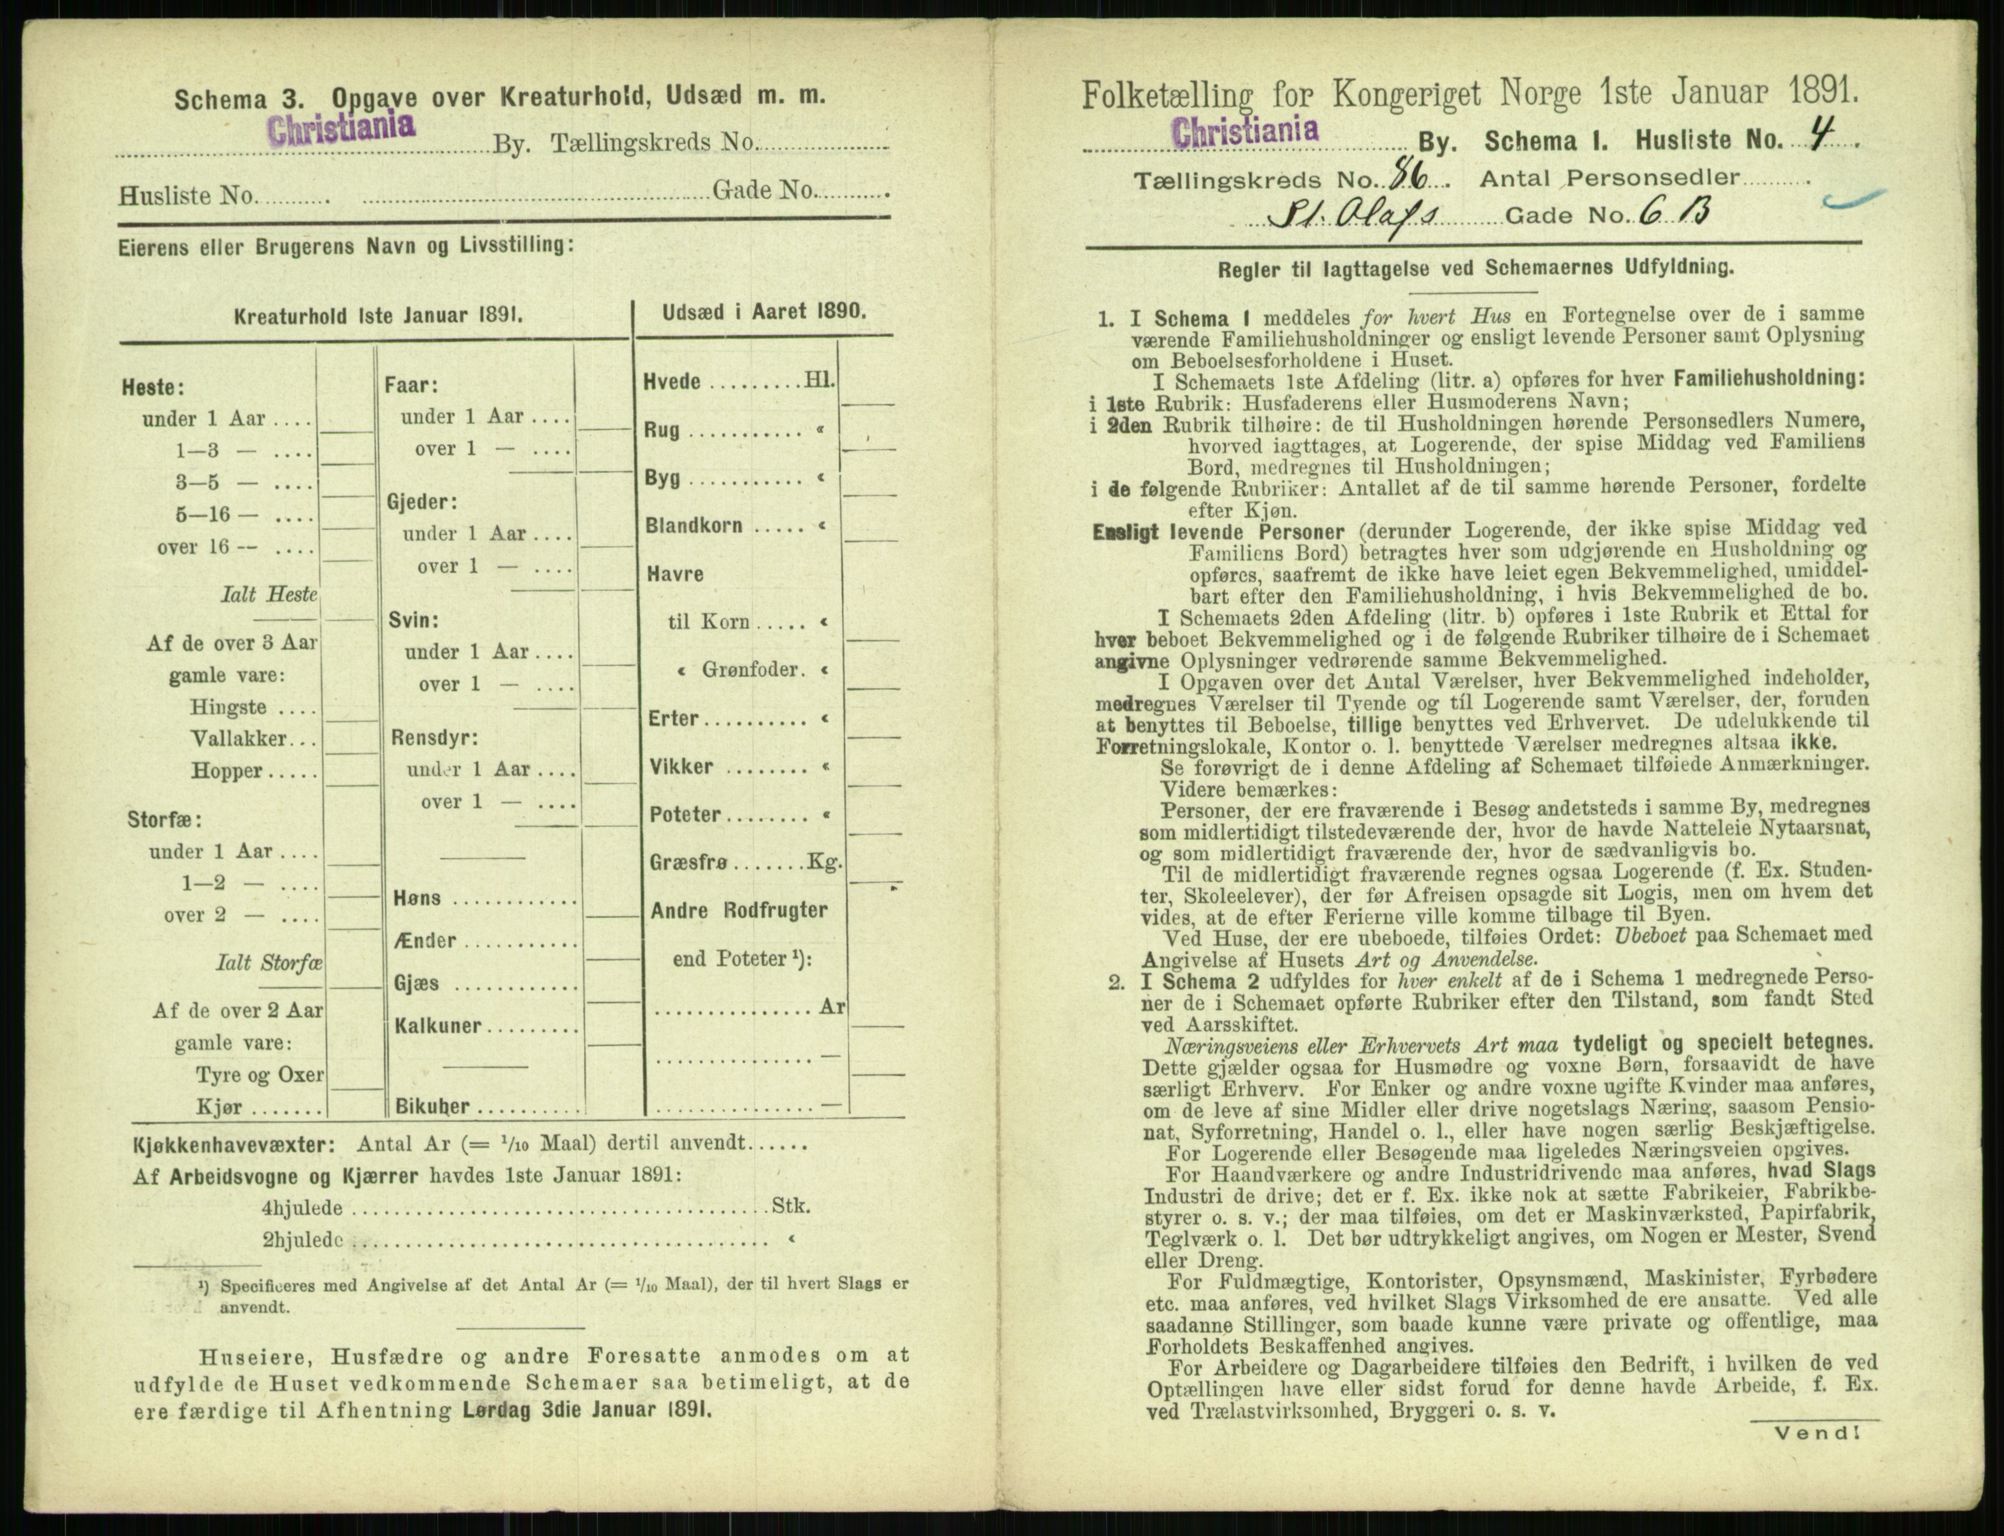 Schema 3. Opgave over Kreaturhold, Udsæd m. m.
Christiania By. Tællingskreds No.
Husliste No. Gade No.
Eierens eller Brugerens Navn og Livsstilling:
Kreaturhold 1ste Januar 1891.
Heste:
under 1 Aar ....
1—3 — ....
3—5 — ....
5—16 — ....
over 16 -- ....
Ialt Heste
Af de over 3 Aar
gamle vare:
Hingste ....
Vallakker...
Hopper.....
Storfæ:
under 1 Aar ....
1—2 — ....
over 2 — ....
Ialt Storfæ
Af de over 2 Aar
gamle vare:
Tyre og Oxer
Kjør .......
Faar:
under 1 Aar ....
over 1 — ....
Gjeder:
under 1 Aar ....
over 1 — ....
Svin:
under 1 Aar ....
over 1 — ....
Rensdyr:
under 1 Aar ....
over 1 — ....
Høns ............
Ænder ...........
Gjæs ............
Kalkuner.........
Bikuber..........
Udsæd i Aaret 1890.
Hvede .........Hl.
Rug ........... «
Byg ........... «
Blandkorn ..... «
Havre
til Korn ..... «
« Grønfoder. «
Erter.......... «
Vikker ........ «
Poteter........ «
Græsfrø.......Kg.
Andre Rodfrugter
end Poteter ¹):
............... Ar
............... —
............... —
Kjøkkenhavevæxter: Antal Ar (= 1/10 Maal) dertil anvendt......
Af Arbeidsvogne og Kjærrer havdes 1ste Januar 1891:
4hjulede ........................................Stk.
2hjulede ........................................ «
¹) Specificeres med Angivelse af det Antal Ar (= 1/10 Maal), der til hvert Slags er
anvendt.
Huseiere, Husfædre og andre Foresatte anmodes om at
udfylde de Huset vedkommende Schemaer saa betimeligt, at de
ere færdige til Afhentning Lørdag 3die Januar 1891.
Folketælling for Kongeriget Norge 1ste Januar 1891.
Christiania By. Schema 1. Husliste No. 4
Tællingskreds No. 86. Antal Personsedler
St. Olafs Gade No. 6 B
Regler til Iagttagelse ved Schemaernes Udfyldning.
1. I Schema 1 meddeles for hvert Hus en Fortegnelse over de i samme
værende Familiehusholdninger og ensligt levende Personer samt Oplysning
om Beboelsesforholdene i Huset.
I Schemaets 1ste Afdeling (litr. a) opføres for hver Familiehusholdning:
i 1ste Rubrik: Husfaderens eller Husmoderens Navn;
i 2den Rubrik tilhøire: de til Husholdningen hørende Personsedlers Numere,
hvorved iagttages, at Logerende, der spise Middag ved Familiens
Bord, medregnes til Husholdningen;
i de følgende Rubriker: Antallet af de til samme hørende Personer, fordelte
efter Kjøn.
Ensligt levende Personer (derunder Logerende, der ikke spise Middag ved
Familiens Bord) betragtes hver som udgjørende en Husholdning og
opføres, saafremt de ikke have leiet egen Bekvemmelighed, umiddel-
bart efter den Familiehusholdning, i hvis Bekvemmelighed de bo.
I Schemaets 2den Afdeling (litr. b) opføres i 1ste Rubrik et Ettal for
hver beboet Bekvemmelighed og i de følgende Rubriker tilhøire de i Schemaet
angivne Oplysninger vedrørende samme Bekvemmelighed.
I Opgaven over det Antal Værelser, hver Bekvemmelighed indeholder,
medregnes Værelser til Tyende og til Logerende samt Værelser, der, foruden
at benyttes til Beboelse, tillige benyttes ved Erhvervet. De udelukkende til
Forretningslokale, Kontor o. l. benyttede Værelser medregnes altsaa ikke.
Se forøvrigt de i denne Afdeling af Schemaet tilføiede Anmærkninger.
Videre bemærkes:
Personer, der ere fraværende i Besøg andetsteds i samme By, medregnes
som midlertidigt tilstedeværende der, hvor de havde Natteleie Nytaarsnat,
og som midlertidigt fraværende der, hvor de sædvanligvis bo.
Til de midlertidigt fraværende regnes ogsaa Logerende (f. Ex. Studen-
ter, Skoleelever), der før Afreisen opsagde sit Logis, men om hvem det
vides, at de efter Ferierne ville komme tilbage til Byen.
Ved Huse, der ere ubeboede, tilføies Ordet: Ubeboet paa Schemaet med
Angivelse af Husets Art og Anvendelse.
2. I Schema 2 udfyldes for hver enkelt af de i Schema 1 medregnede Perso-
ner de i Schemaet opførte Rubriker efter den Tilstand, som fandt Sted
ved Aarsskiftet.
Næringsveiens eller Erhvervets Art maa tydeligt og specielt betegnes.
Dette gjælder ogsaa for Husmødre og voxne Børn, forsaavidt de have
særligt Erhverv. For Enker og andre voxne ugifte Kvinder maa anføres,
om de leve af sine Midler eller drive nogetslags Næring, saasom Pensio-
nat, Syforretning, Handel o. l., eller have nogen særlig Beskjæftigelse.
For Logerende eller Besøgende maa ligeledes Næringsveien opgives.
For Haandværkere og andre Industridrivende maa anføres, hvad Slags
Industri de drive; det er f. Ex. ikke nok at sætte Fabrikeier, Fabrikbe-
styrer o. s. v.; der maa tilføies, om det er Maskinværksted, Papirfabrik,
Teglværk o. l. Det bør udtrykkeligt angives, om Nogen er Mester, Svend
eller Dreng.
For Fuldmægtige, Kontorister, Opsynsmænd, Maskinister, Fyrbødere
etc. maa anføres, ved hvilket Slags Virksomhed de ere ansatte. Ved alle
saadanne Stillinger, som baade kunne være private og offentlige, maa
Forholdets Beskaffenhed angives.
For Arbeidere og Dagarbeidere tilføies den Bedrift, i hvilken de ved
Optællingen have eller sidst forud for denne havde Arbeide, f. Ex.
ved Trælastvirksomhed, Bryggeri o. s. v.
Vend!